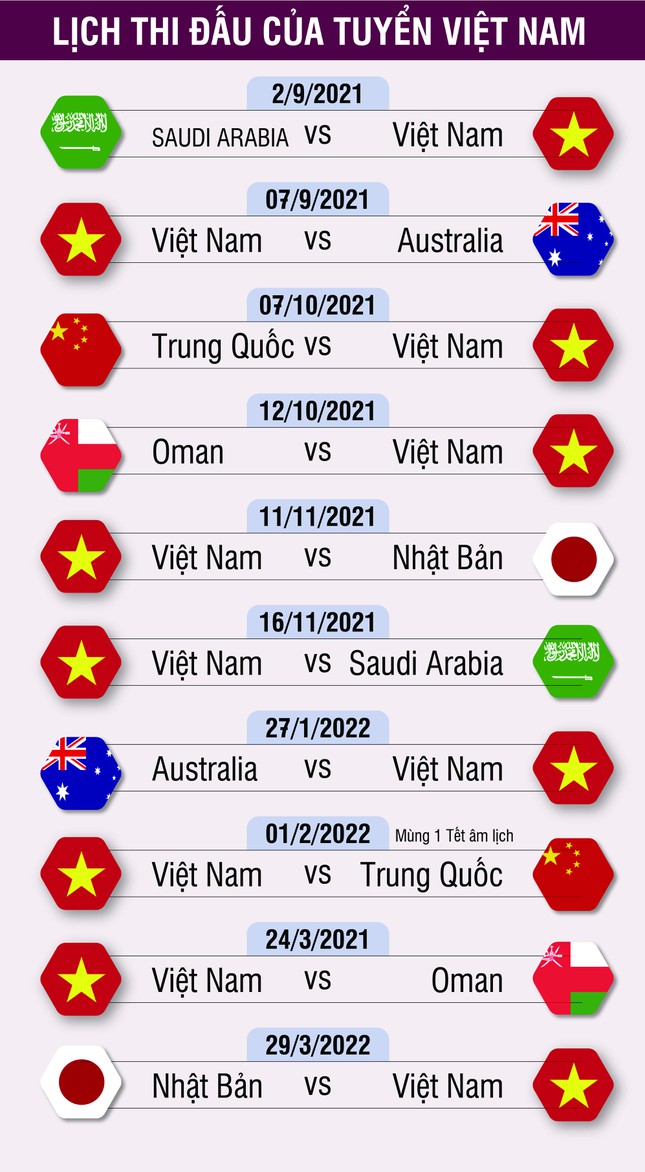 LỊCH THI ĐẤU CỦA TUYỂN VIỆT NAM
2/9/2021
SAUDI ARABIA VS Việt Nam
07/9/2021
Việt Nam VS Australia
07/10/2021
Trung Quốc VS Việt Nam
12/10/2021
Oman VS Việt Nam
11/11/2021
Việt Nam VS Nhật Bản
16/11/2021
Việt Nam VS Saudi Arabia
27/1/2022
Australia VS Việt Nam
01/2/2022 Mùng 1 Tết âm lịch
Việt Nam VS Trung Quốc
24/3/2021
Việt Nam VS Oman
29/3/2022
Nhật Bản VS Việt Nam